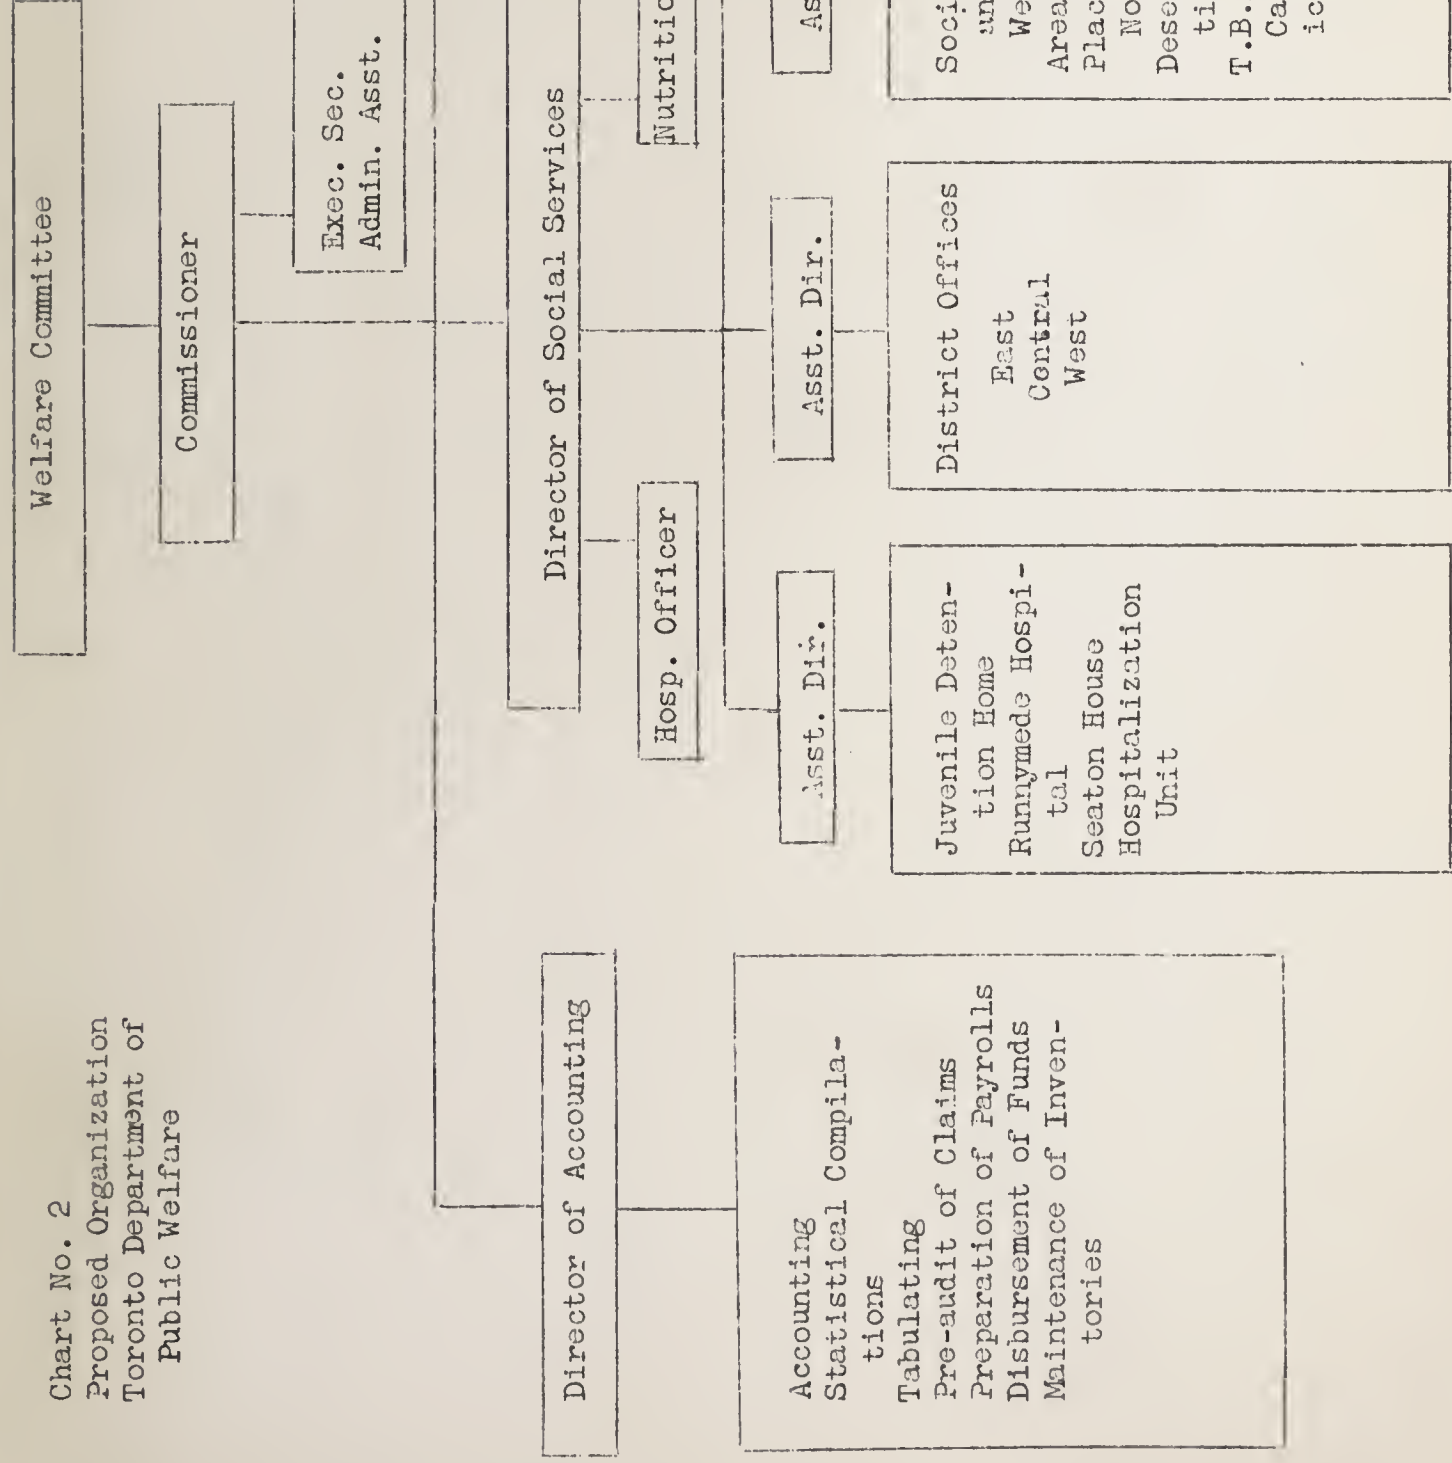 Chart No. 2
Proposed Organization
Toronto Department of
Public Welfare
Welfare Committee
Commissioner
Exec. Sec.
Admin. Asst.
Director of Accounting
Accounting
Statistical Compila-
tions
Tabulating
Pre-audit of Claims
Preparation of Payrolls
Disbursement of Funds
Maintenance of Inven-
tories
Director of Social Services
Hosp. Officer
Nutritio
Asst. Dir.
Juvenile Deten-
tion Home
Runnymede Hospi-
tal
Seaton House
Hospitalization
Unit
Asst. Dir.
District Offices
East
Central
West
As
Soci
un
We
Area
Plac
No
Dese
ti
T.B.
Ca
ic